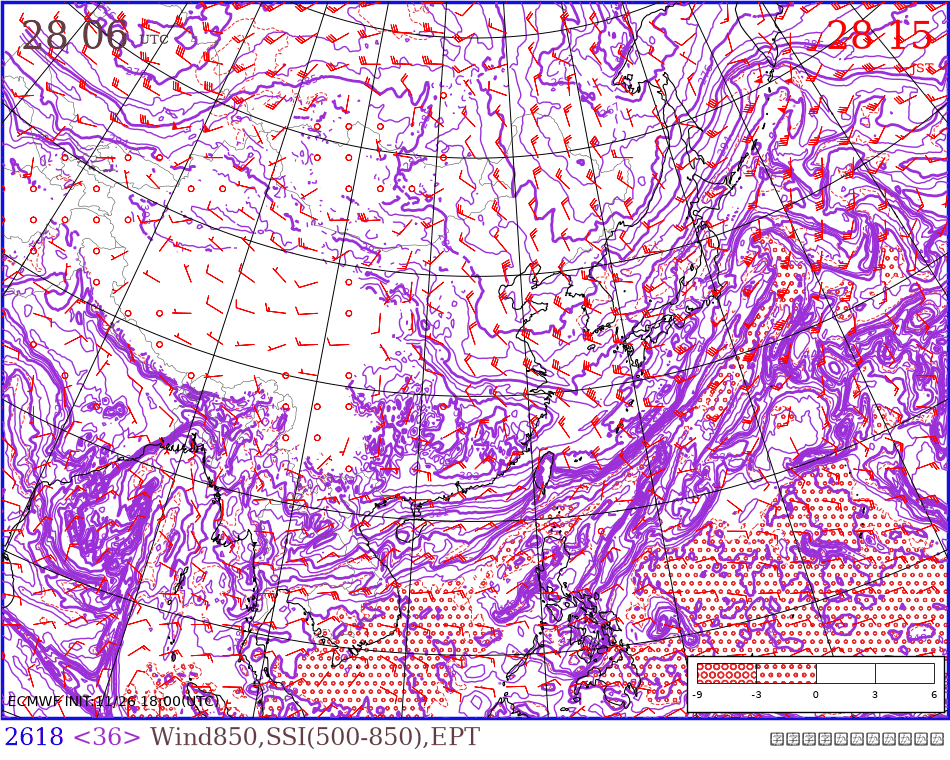 28 06 UTC 28 15 JST
ECMWF INIT:11/26 18:00(UTC)
-9 -3 0 3 6
2618 <36> Wind850,SSI(500-850),EPT